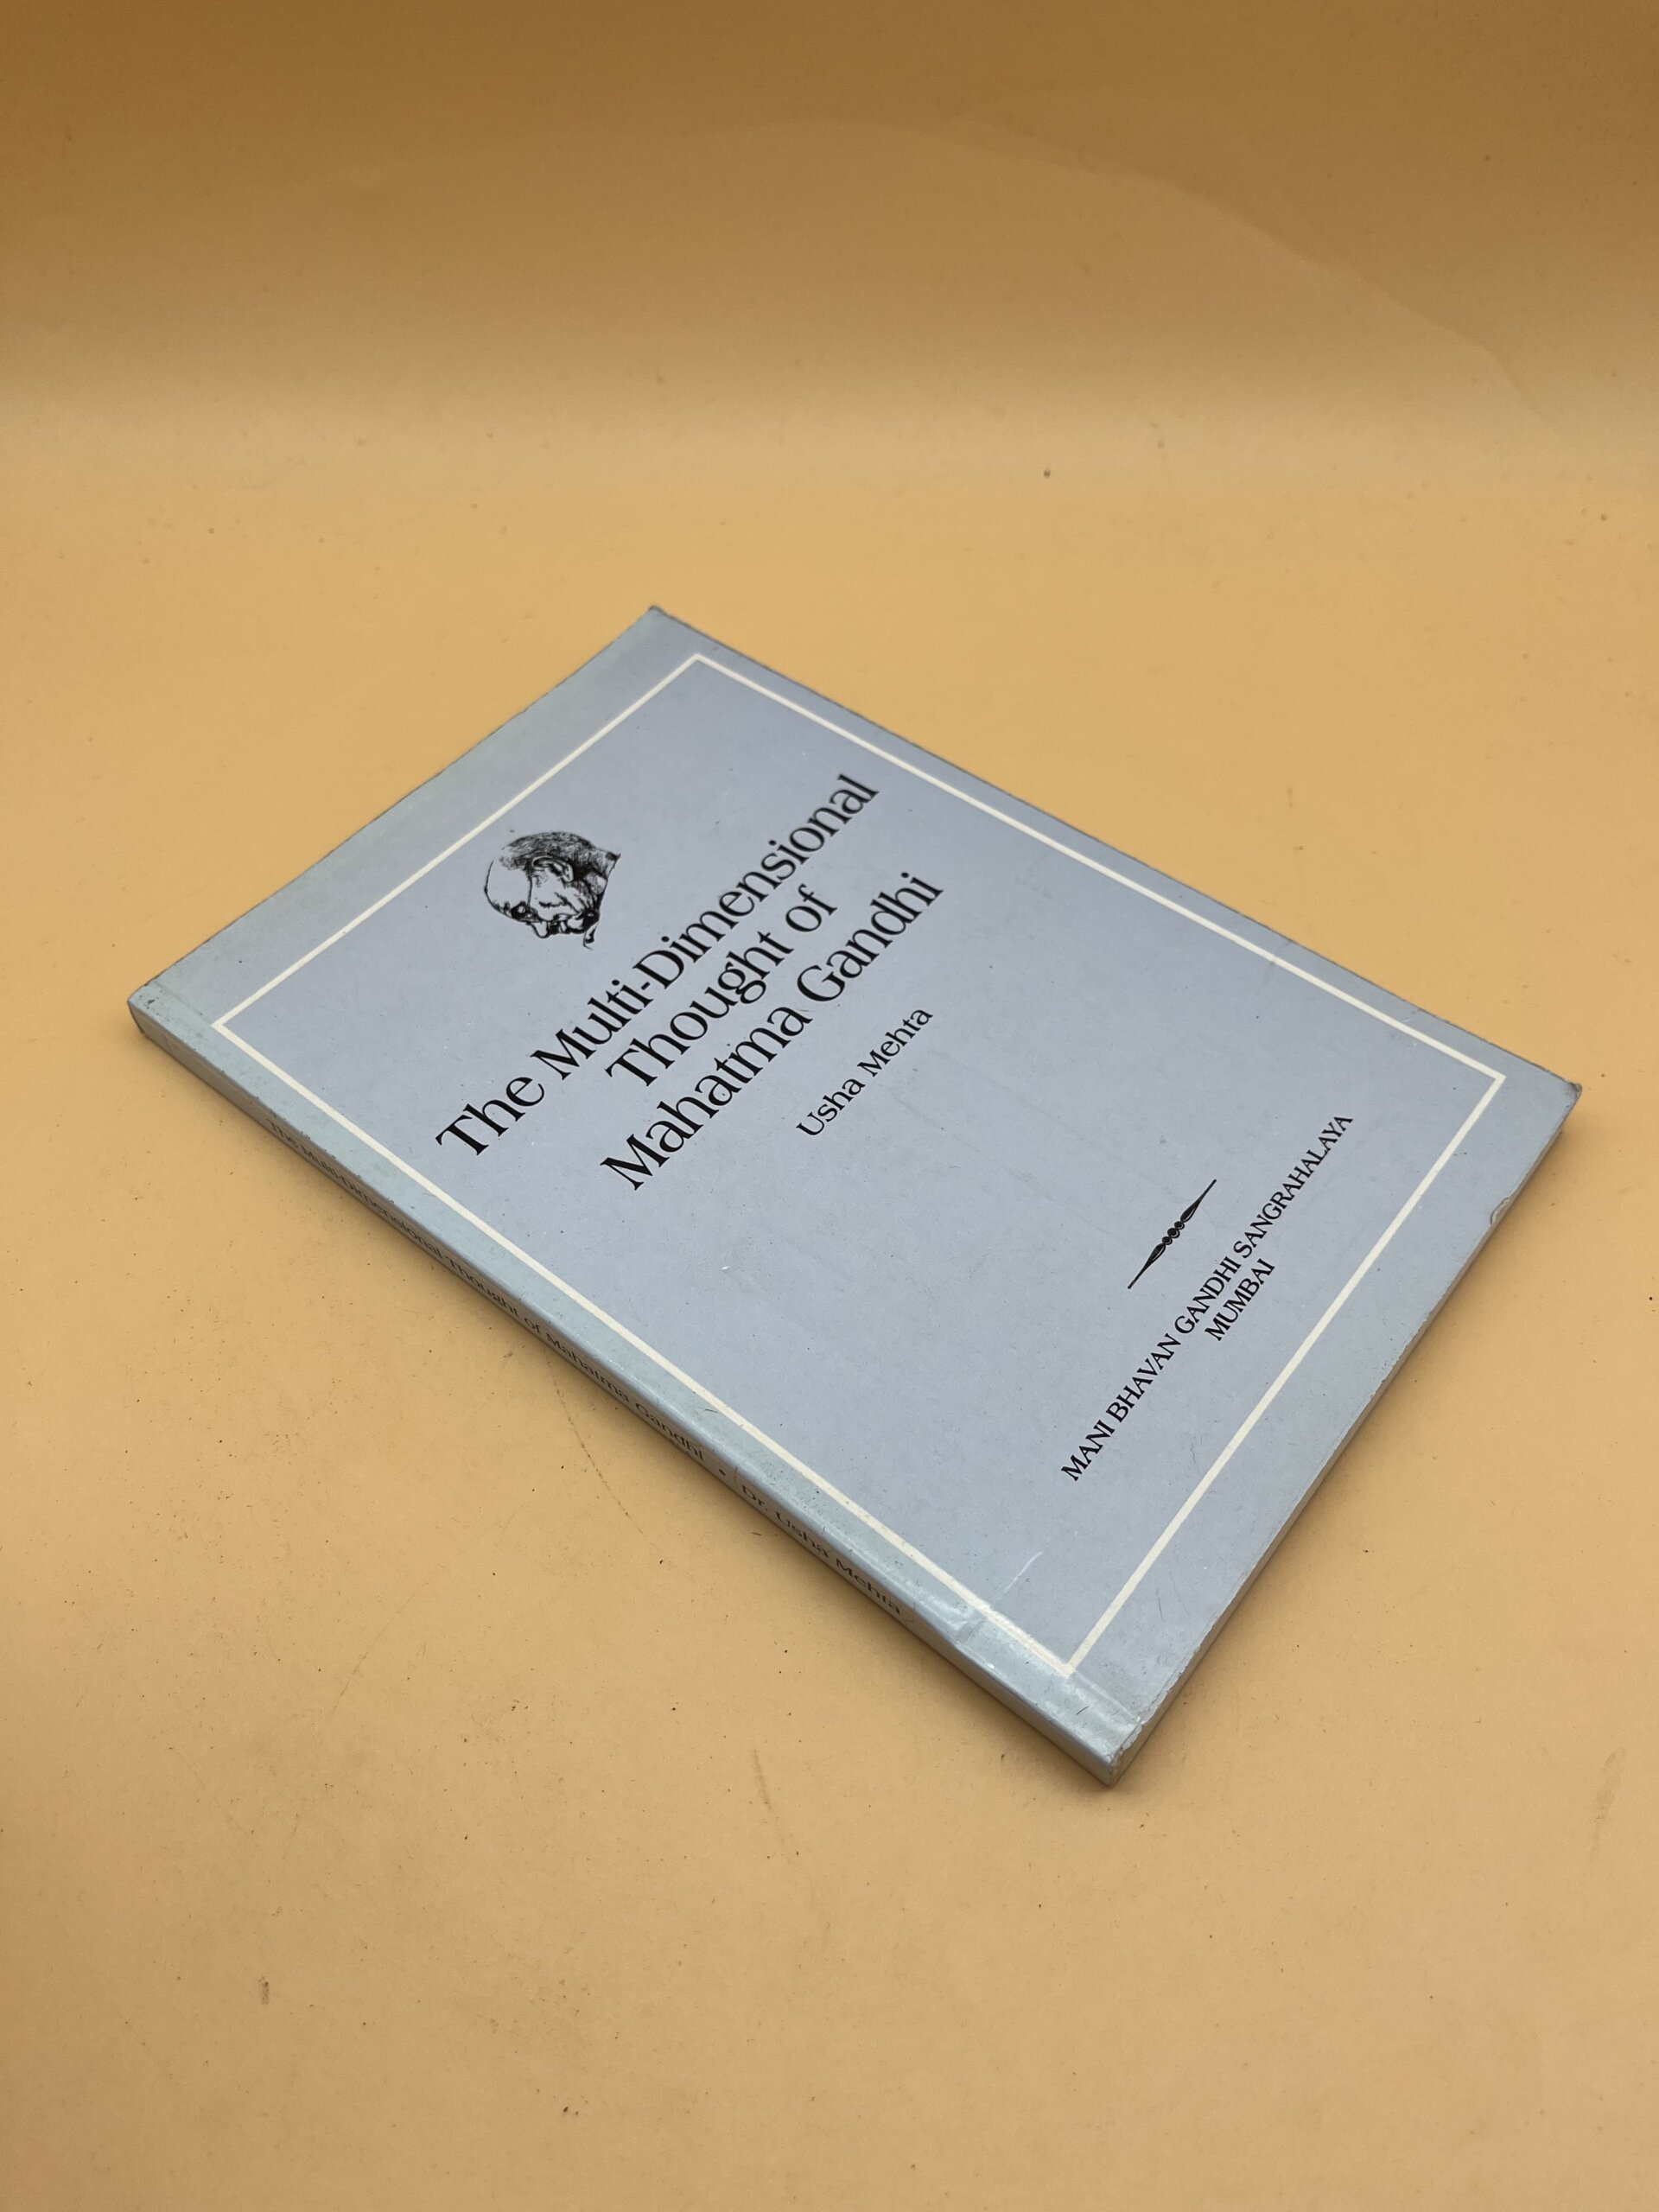 The Multi-Dimensional
Thought of
Mahatma Gandhi
Usha Mehta
MANI BHAVAN GANDHI SANGRAHALAYA
MUMBAI
The Multi-Dimensional Thought of Mahatma Gandhi • Dr. Usha Mehta